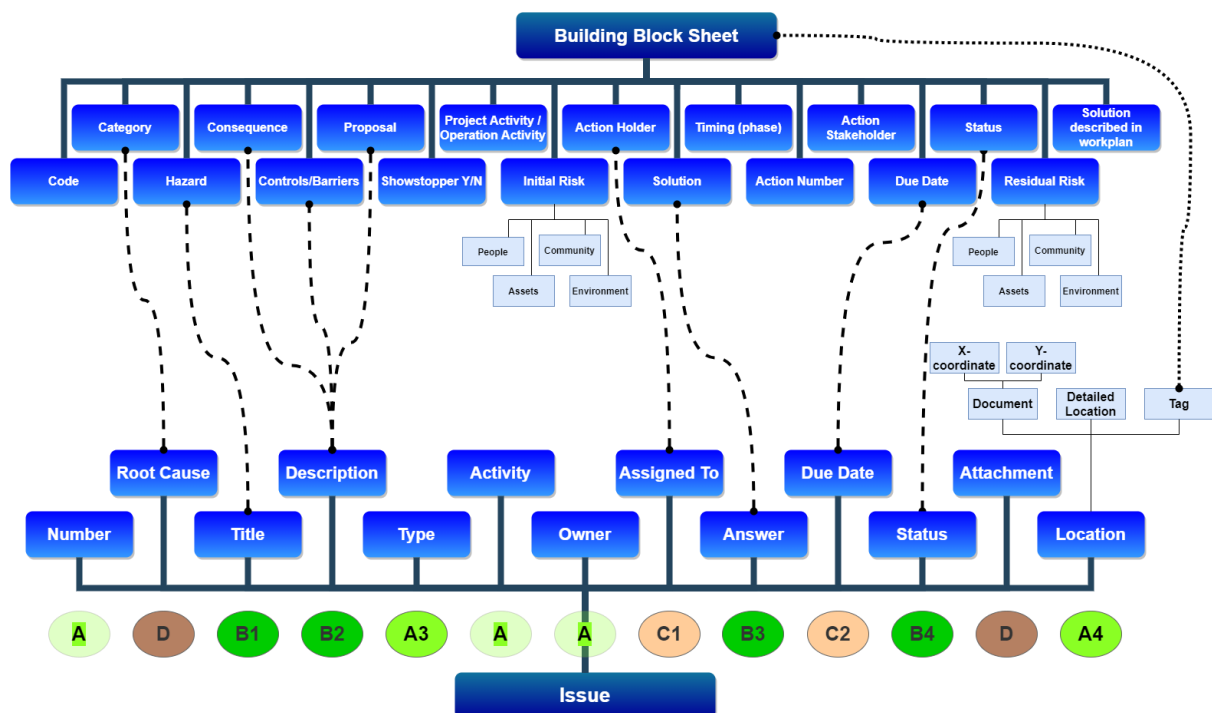 Building Block Sheet
Category
Consequence
Proposal
Project Activity /
Operation Activity
Action Holder
Timing (phase)
Action
Stakeholder
Status
Solution
described in
workplan
Code
Hazard
Controls/Barriers
Showstopper Y/N
Initial Risk
Solution
Action Number
Due Date
Residual Risk
People
Community
Assets
Environment
People
Community
Assets
Environment
X-
coordinate
Y-
coordinate
Document
Detailed
Location
Tag
Root Cause
Description
Activity
Assigned To
Due Date
Attachment
Number
Title
Type
Owner
Answer
Status
Location
A
D
B1
B2
A3
A
A
C1
B3
C2
B4
D
A4
Issue